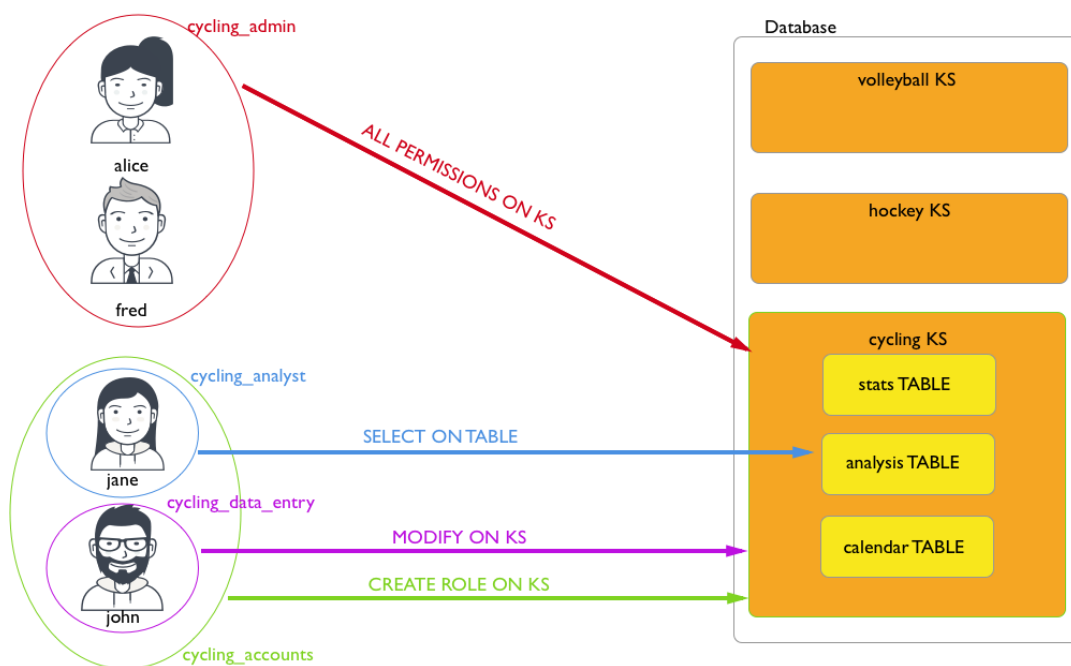 cycling_admin
alice
fred
cycling_analyst
jane
cycling_data_entry
john
cycling_accounts
ALL PERMISSIONS ON KS
SELECT ON TABLE
MODIFY ON KS
CREATE ROLE ON KS
Database
volleyball KS
hockey KS
cycling KS
stats TABLE
analysis TABLE
calendar TABLE